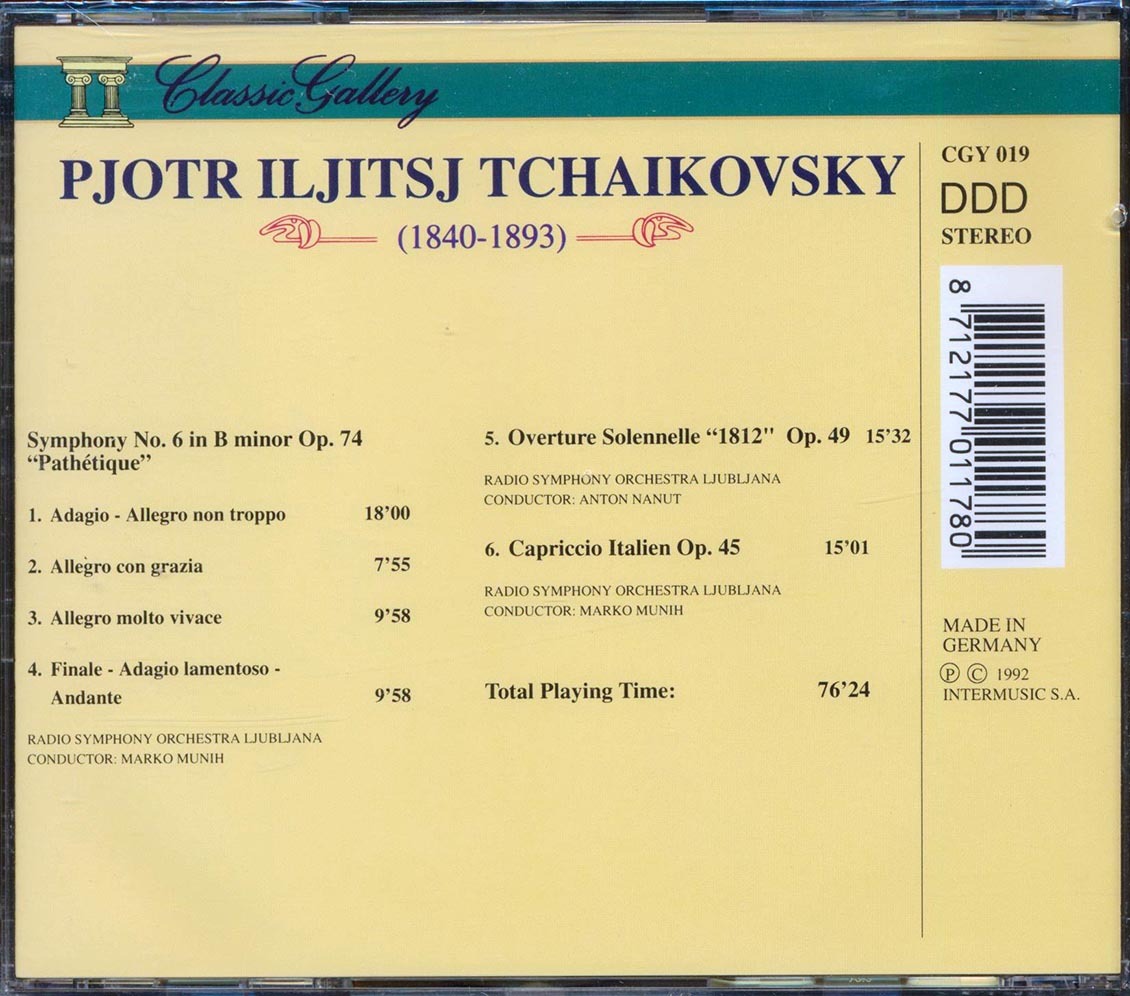 Classic Gallery
PJOTR ILJITSJ TCHAIKOVSKY
(1840-1893)
Symphony No. 6 in B minor Op. 74
“Pathétique”
1. Adagio - Allegro non troppo 18’00
2. Allegro con grazia 7’55
3. Allegro molto vivace 9’58
4. Finale - Adagio lamentoso -
Andante 9’58
RADIO SYMPHONY ORCHESTRA LJUBLJANA
CONDUCTOR: MARKO MUNIH
5. Overture Solennelle “1812" Op. 49 15’32
RADIO SYMPHONY ORCHESTRA LJUBLJANA
CONDUCTOR: ANTON NANUT
6. Capriccio Italien Op. 45 15’01
RADIO SYMPHONY ORCHESTRA LJUBLJANA
CONDUCTOR: MARKO MUNIH
Total Playing Time: 76’24
CGY 019
DDD
STEREO
8 712177 011780
MADE IN
GERMANY
Ⓟ © 1992
INTERMUSIC S.A.